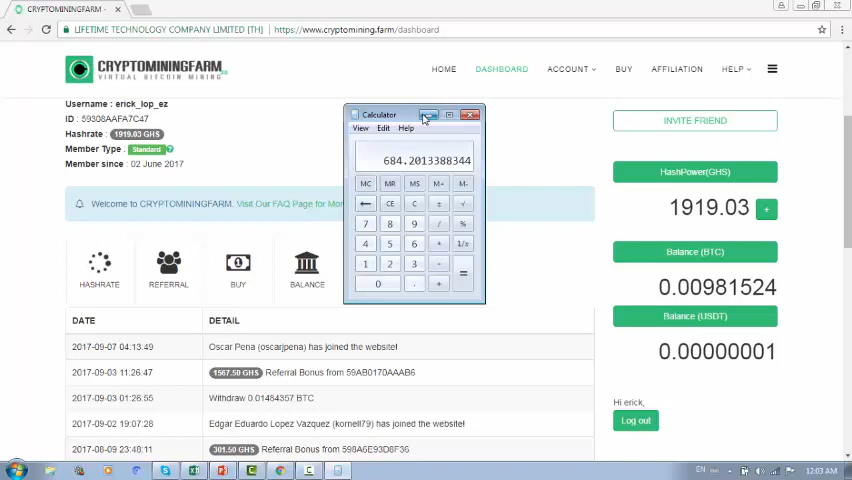 CRYPTOMININGFARM -
LIFETIME TECHNOLOGY COMPANY LIMITED [TH]
https://www.cryptomining.farm/dashboard
CRYPTOMININGFARM
VIRTUAL BITCOIN MINING
HOME DASHBOARD ACCOUNT BUY AFFILIATION HELP
Username : erick_lop_ez
ID : 59308AAFA7C47
Hashrate : 1919.03 GHS
Member Type : Standard
Member since : 02 June 2017
Welcome to CRYPTOMININGFARM. Visit Our FAQ Page for
HASHRATE REFERRAL BUY BALANCE
DATE DETAIL
2017-09-07 04:13:49 Oscar Pena (oscarjpena) has joined the website!
2017-09-03 11:26:47 1567.50 GHS Referral Bonus from 59AB0170AAAB6
2017-09-03 01:26:55 Withdraw 0.01484357 BTC
2017-09-02 19:07:28 Edgar Eduardo Lopez Vazquez (kornell79) has joined the website!
2017-08-09 23:48:11 301.50 GHS Referral Bonus from 598A6E93D8F36
Calculator
View Edit Help
684.2013388344
MC MR MS M+ M-
← CE C ± √
7 8 9 / %
4 5 6 * 1/x
1 2 3 - =
0 . +
INVITE FRIEND
HashPower(GHS)
1919.03 +
Balance (BTC)
0.00981524
Balance (USDT)
0.00000001
Hi erick,
Log out
EN 12:03 AM